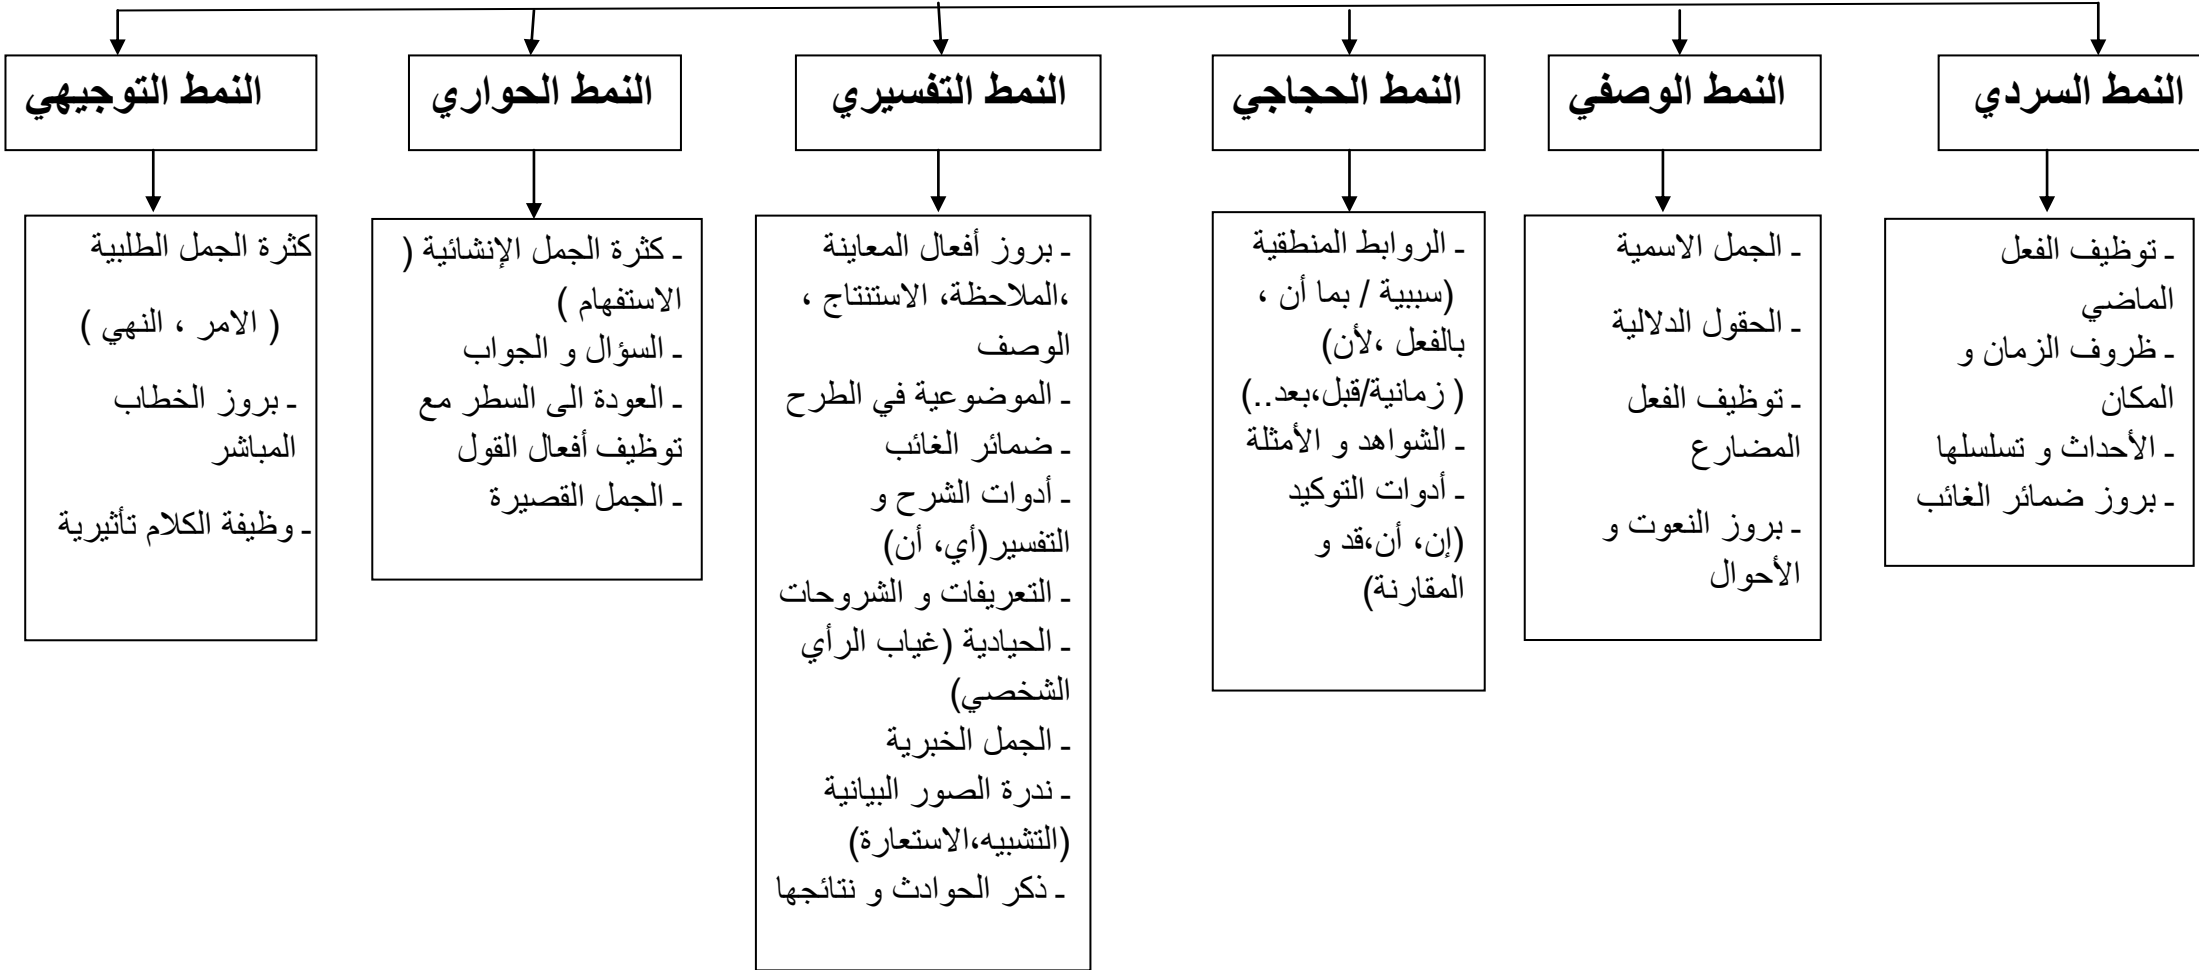 النمط السردي
النمط الوصفي
النمط الحجاجي
النمط التفسيري
النمط الحواري
النمط التوجيهي
ـ توظيف الفعل
الماضي
ـ ظروف الزمان و
المكان
ـ الأحداث و تسلسلها
ـ بروز ضمائر الغائب
ـ الجمل الاسمية
ـ الحقول الدلالية
ـ توظيف الفعل
المضارع
ـ بروز النعوت و
الأحوال
ـ الروابط المنطقية
(سببية / بما أن ،
بالفعل ،لأن)
( زمانية/قبل،بعد..)
ـ الشواهد و الأمثلة
ـ أدوات التوكيد
(إن، أن،قد و
المقارنة)
ـ بروز أفعال المعاينة
،الملاحظة، الاستنتاج ،
الوصف
ـ الموضوعية في الطرح
ـ ضمائر الغائب
ـ أدوات الشرح و
التفسير(أي، أن)
ـ التعريفات و الشروحات
ـ الحيادية (غياب الرأي
الشخصي)
ـ الجمل الخبرية
ـ ندرة الصور البيانية
(التشبيه،الاستعارة)
ـ ذكر الحوادث و نتائجها
ـ كثرة الجمل الإنشائية (
الاستفهام )
ـ السؤال و الجواب
ـ العودة الى السطر مع
توظيف أفعال القول
ـ الجمل القصيرة
كثرة الجمل الطلبية
( الامر ، النهي )
ـ بروز الخطاب
المباشر
ـ وظيفة الكلام تأثيرية